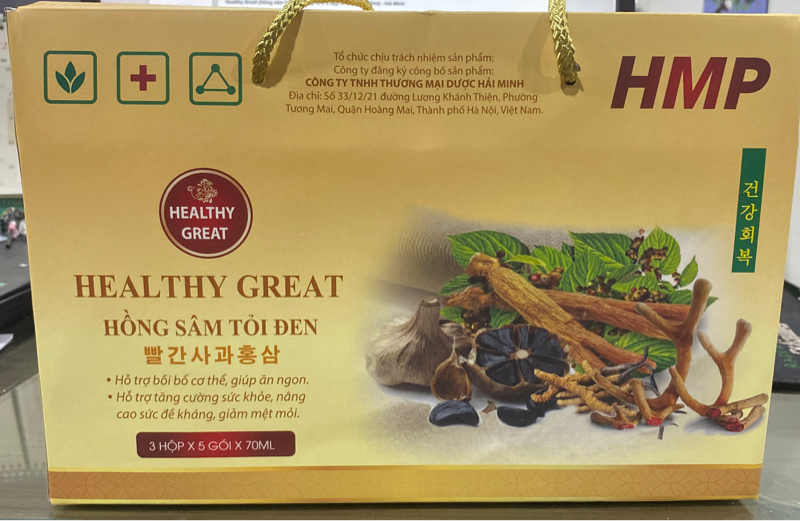 Tổ chức chịu trách nhiệm sản phẩm:
Công ty đăng ký công bố sản phẩm:
CÔNG TY TNHH THƯƠNG MẠI DƯỢC HẢI MINH
Địa chỉ: Số 33/12/21 đường Lương Khánh Thiện, Phường
Tương Mai, Quận Hoàng Mai, Thành phố Hà Nội, Việt Nam.
HMP
건강회복
HEALTHY
GREAT
HEALTHY GREAT
HỒNG SÂM TỎI ĐEN
빨간사과홍삼
• Hỗ trợ bồi bổ cơ thể, giúp ăn ngon.
• Hỗ trợ tăng cường sức khỏe, nâng
cao sức đề kháng, giảm mệt mỏi.
3 HỘP X 5 GÓI X 70ML